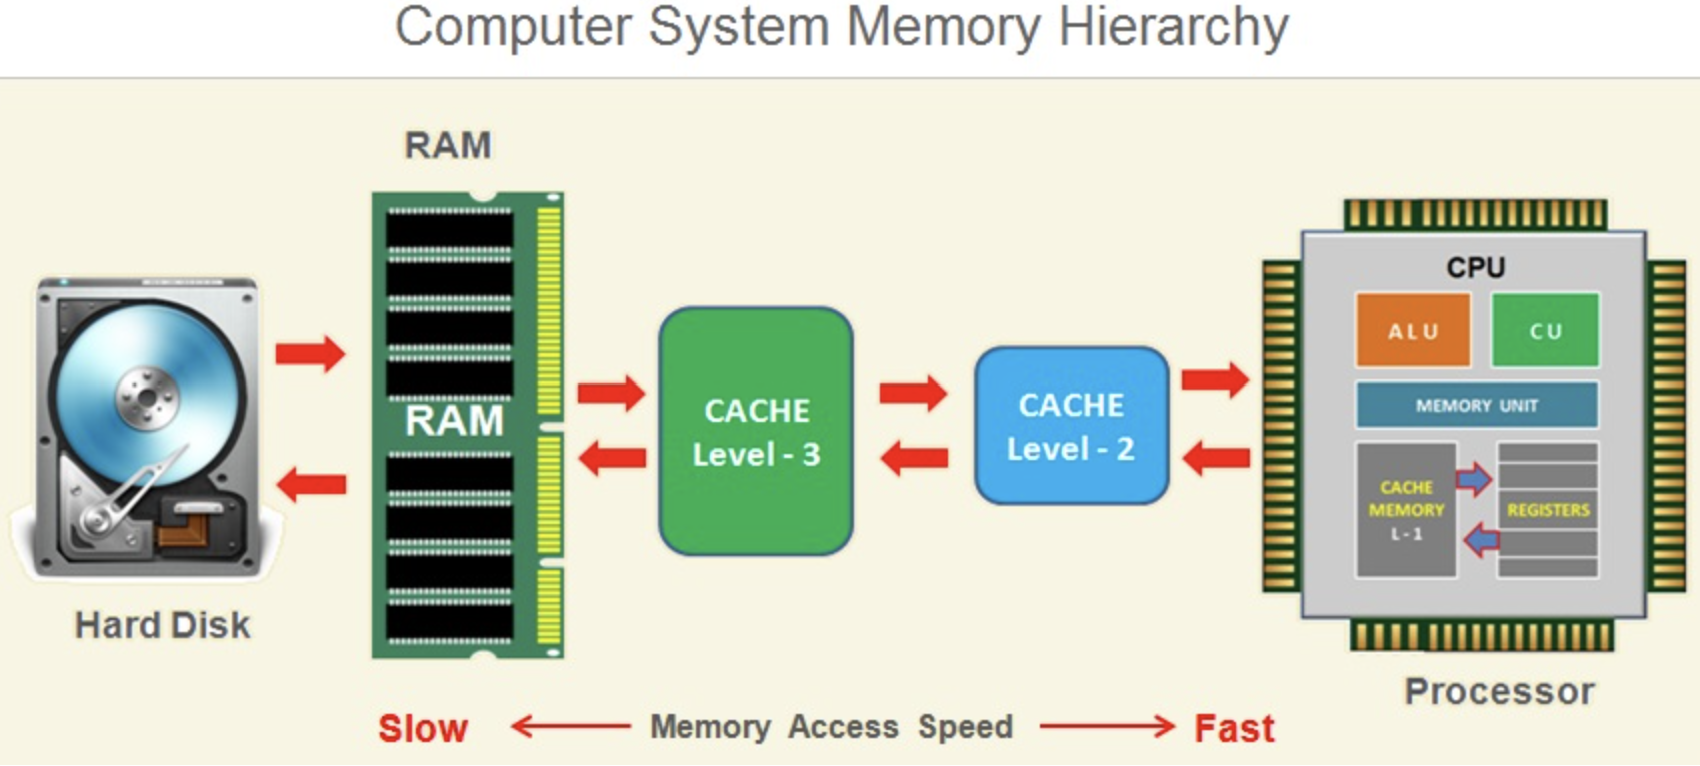 Computer System Memory Hierarchy
RAM
RAM
Hard Disk
CACHE
Level - 3
CACHE
Level - 2
CPU
ALU
CU
MEMORY UNIT
CACHE
MEMORY
L - 1
REGISTERS
Processor
Slow
Memory Access Speed
Fast